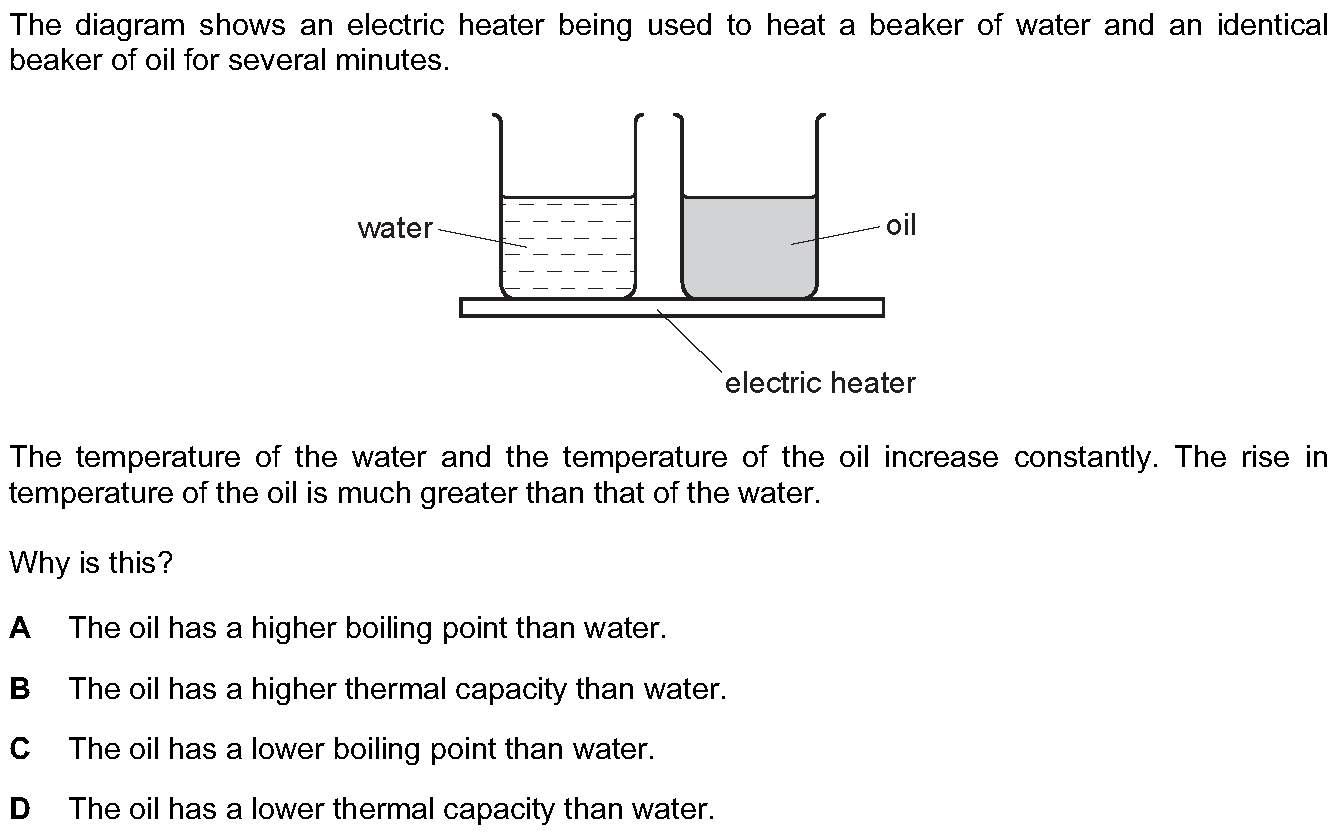 The diagram shows an electric heater being used to heat a beaker of water and an identical
beaker of oil for several minutes.
water
oil
electric heater
The temperature of the water and the temperature of the oil increase constantly. The rise in
temperature of the oil is much greater than that of the water.
Why is this?
A The oil has a higher boiling point than water.
B The oil has a higher thermal capacity than water.
C The oil has a lower boiling point than water.
D The oil has a lower thermal capacity than water.